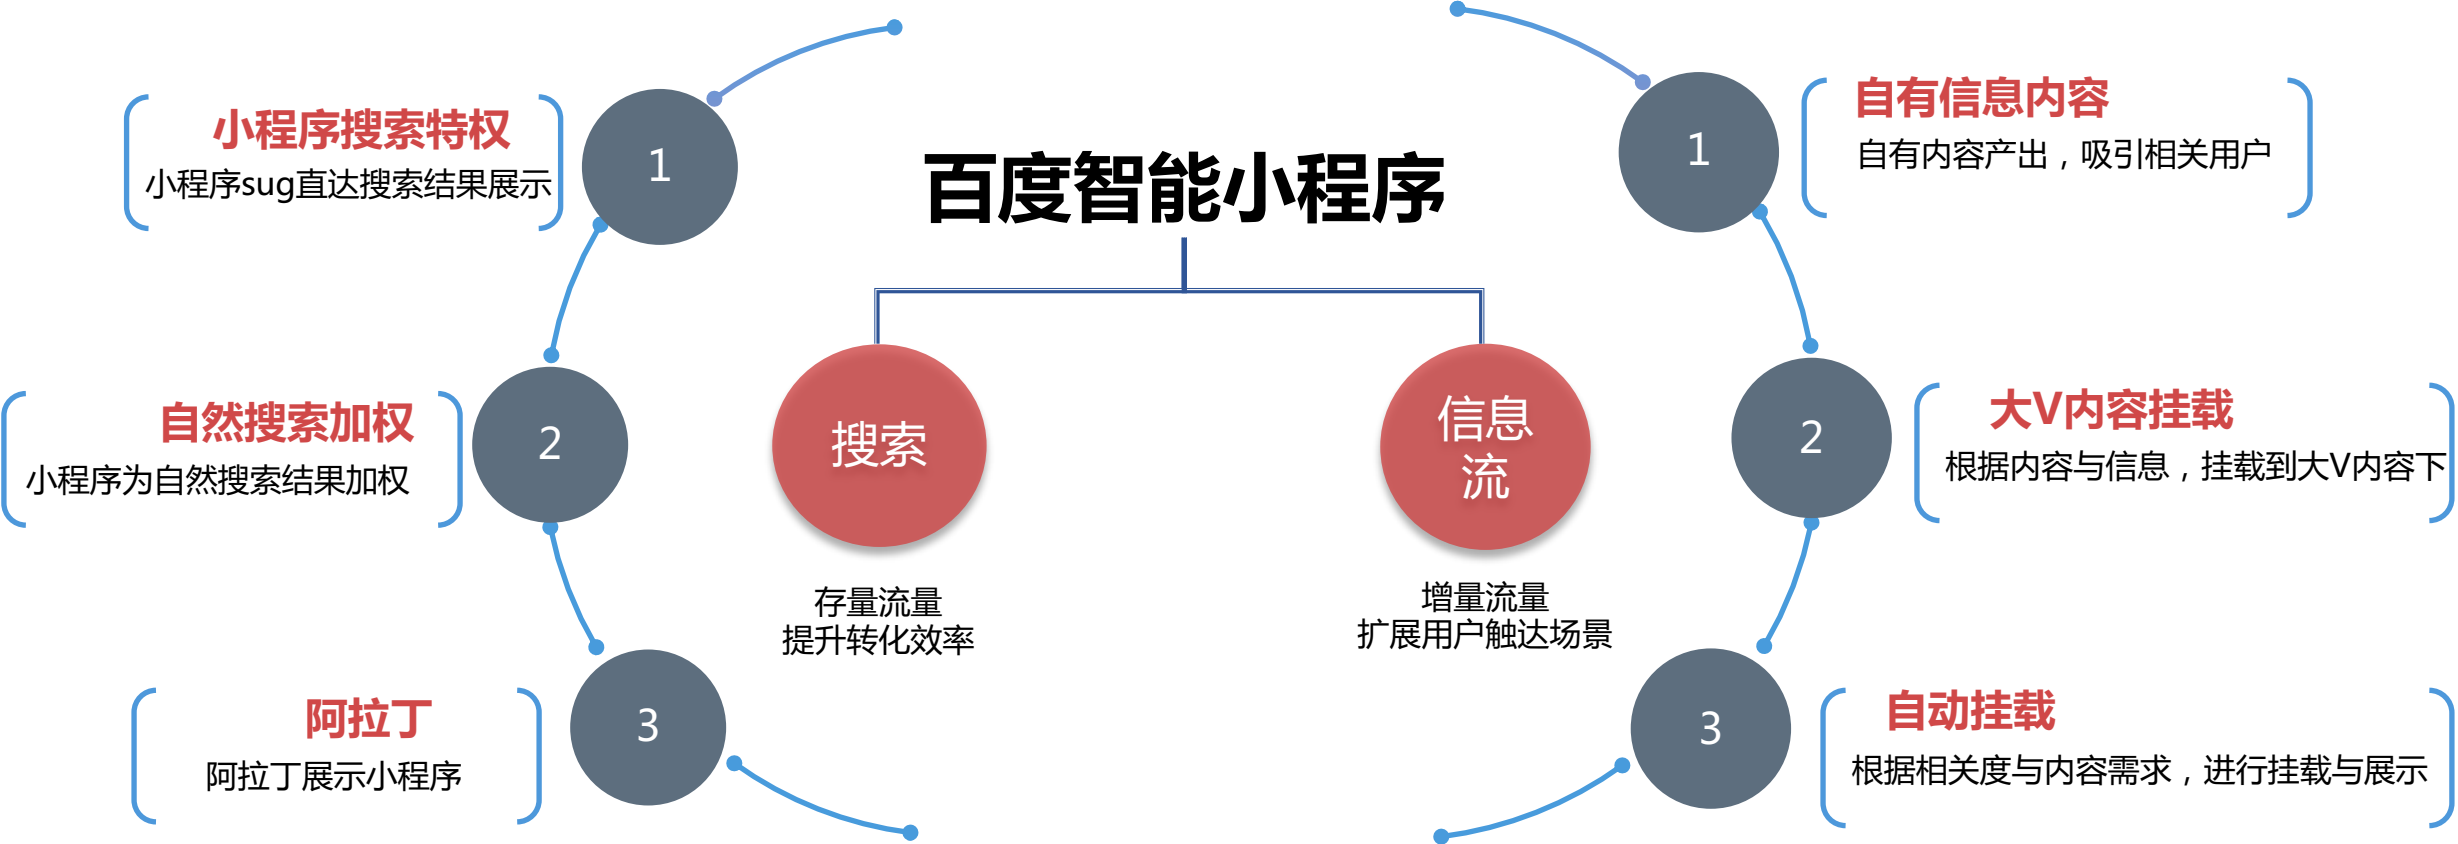 百度智能小程序
搜索
存量流量
提升转化效率
1
小程序搜索特权
小程序sug直达搜索结果展示
2
自然搜索加权
小程序为自然搜索结果加权
3
阿拉丁
阿拉丁展示小程序
信息
流
增量流量
扩展用户触达场景
1
自有信息内容
自有内容产出，吸引相关用户
2
大V内容挂载
根据内容与信息，挂载到大V内容下
3
自动挂载
根据相关度与内容需求，进行挂载与展示